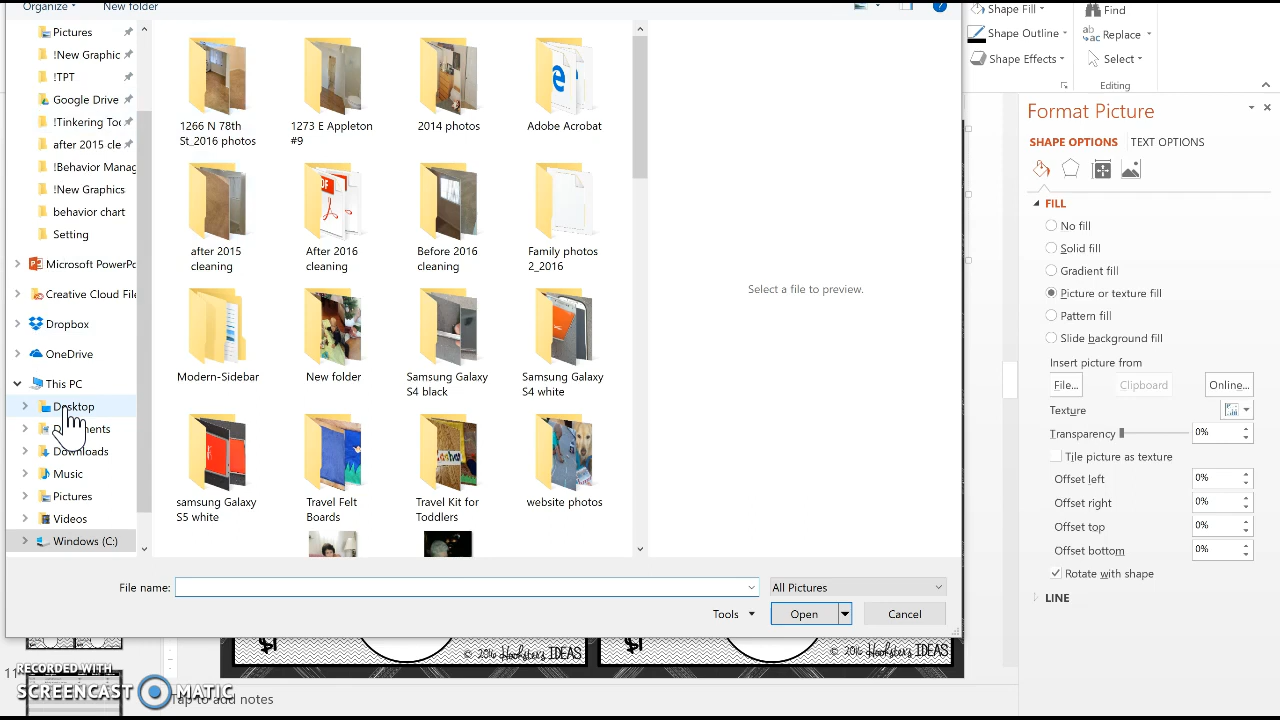 Organize
New folder
Pictures
!New Graphic
!TPT
Google Drive
!Tinkering Too
after 2015 cle
!Behavior Manag
!New Graphics
behavior chart
Setting
Microsoft PowerPo
Creative Cloud File
Dropbox
OneDrive
This PC
Desktop
Downloads
Music
Pictures
Videos
Windows (C:)
1266 N 78th
St_2016 photos
1273 E Appleton
#9
2014 photos
Adobe Acrobat
after 2015
cleaning
After 2016
cleaning
Before 2016
cleaning
Family photos
2_2016
Modern-Sidebar
New folder
Samsung Galaxy
S4 black
Samsung Galaxy
S4 white
samsung Galaxy
S5 white
Travel Felt
Boards
Travel Kit for
Toddlers
website photos
Select a file to preview.
File name:
All Pictures
Tools
Open
Cancel
Shape Fill
Shape Outline
Shape Effects
Find
Replace
Select
Editing
Format Picture
SHAPE OPTIONS
TEXT OPTIONS
FILL
No fill
Solid fill
Gradient fill
Picture or texture fill
Pattern fill
Slide background fill
Insert picture from
File...
Clipboard
Online...
Texture
Transparency
0%
Tile picture as texture
Offset left
0%
Offset right
0%
Offset top
0%
Offset bottom
0%
Rotate with shape
LINE
$1
© 2016 Hookster's IDEAS
$1
© 2016 Hookster's IDEAS
11
RECORDED WITH
SCREENCAST MATIC
Tap to add notes